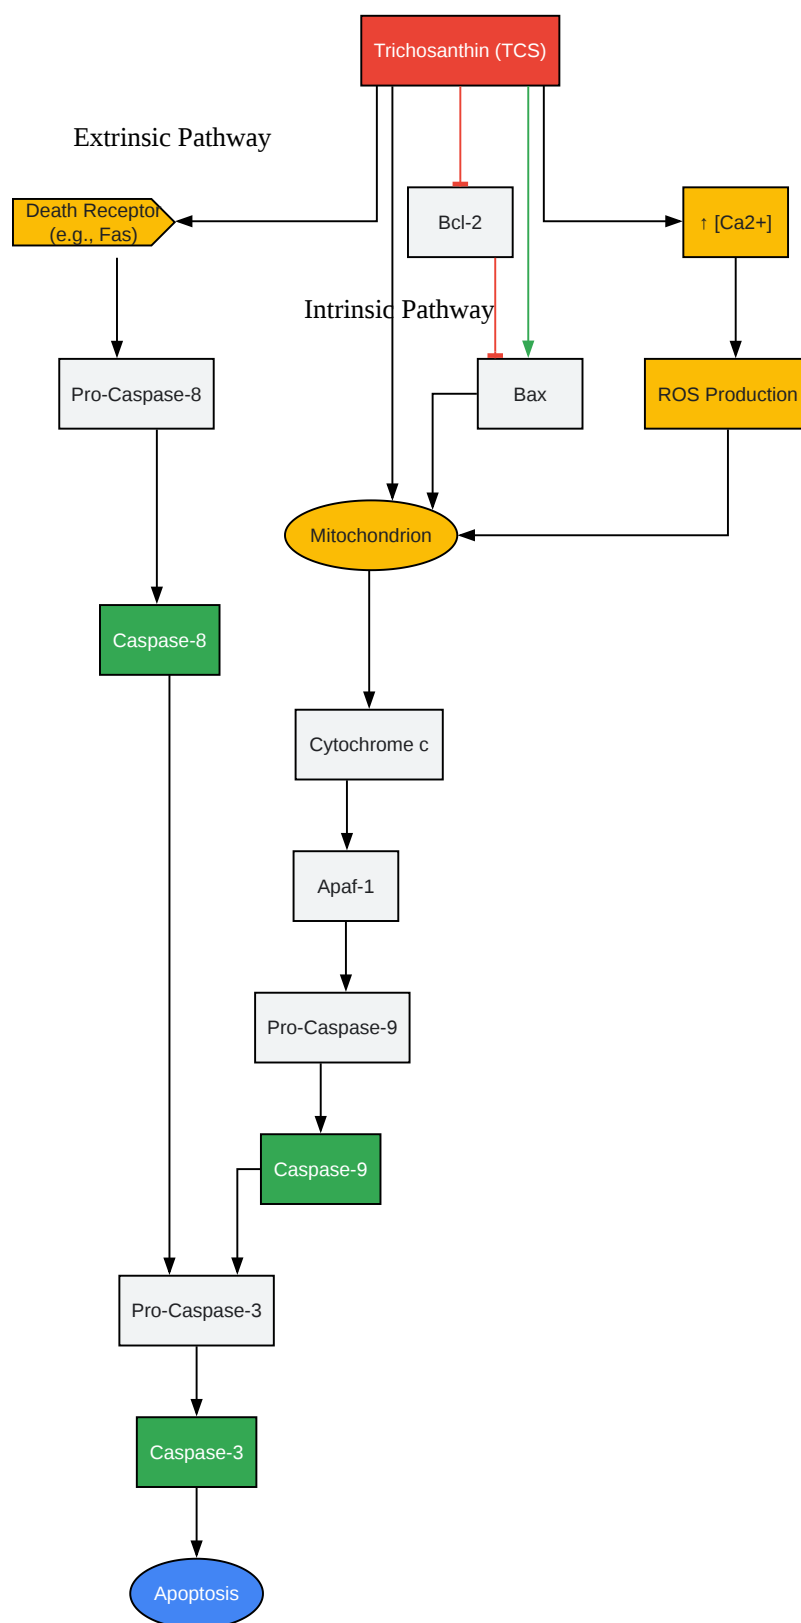 Trichosanthin (TCS)
Extrinsic Pathway
Death Receptor
(e.g., Fas)
Bcl-2
↑ [Ca2+]
Intrinsic Pathway
Pro-Caspase-8
Bax
ROS Production
Mitochondrion
Caspase-8
Cytochrome c
Apaf-1
Pro-Caspase-9
Caspase-9
Pro-Caspase-3
Caspase-3
Apoptosis